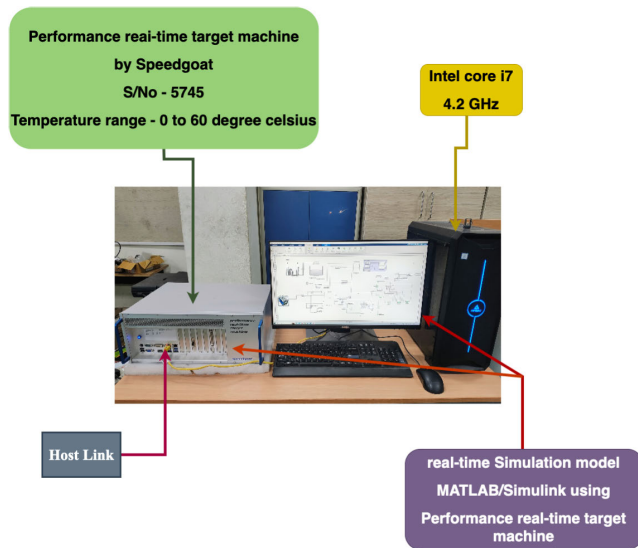 Performance reai-time target machine
by Speedgoat
S/No - 5745
Temperature range - 0 to 60 degree celsius
Intel core i7
4.2 GHz
Host Link
real-time Simulation model
MATLAB/Simulink using
Performance real-time target
machine